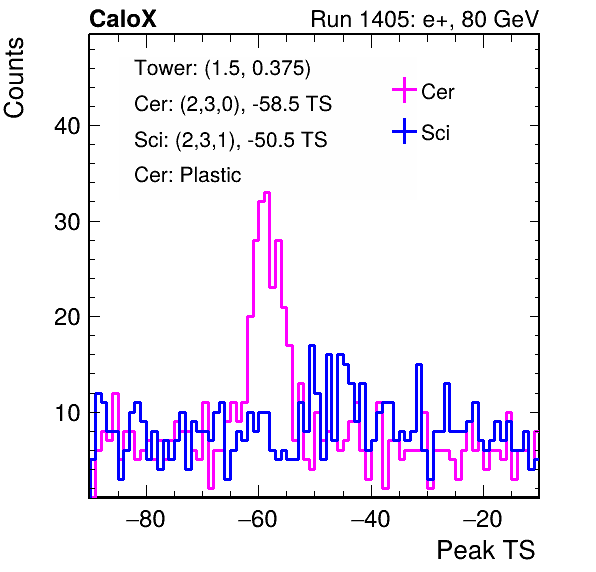 CaloX Run 1405: e+, 80 GeV
Counts
Tower: (1.5, 0.375)
Cer: (2,3,0), -58.5 TS
Sci: (2,3,1), -50.5 TS
Cer: Plastic
Cer
Sci
40
30
20
10
−80 −60 −40 −20
Peak TS